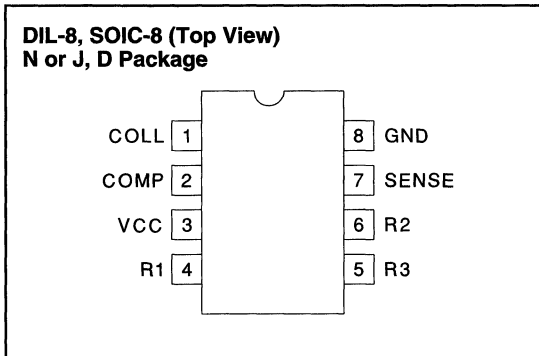 DIL-8, SOIC-8 (Top View)
N or J, D Package
COLL 1 8 GND
COMP 2 7 SENSE
VCC 3 6 R2
R1 4 5 R3